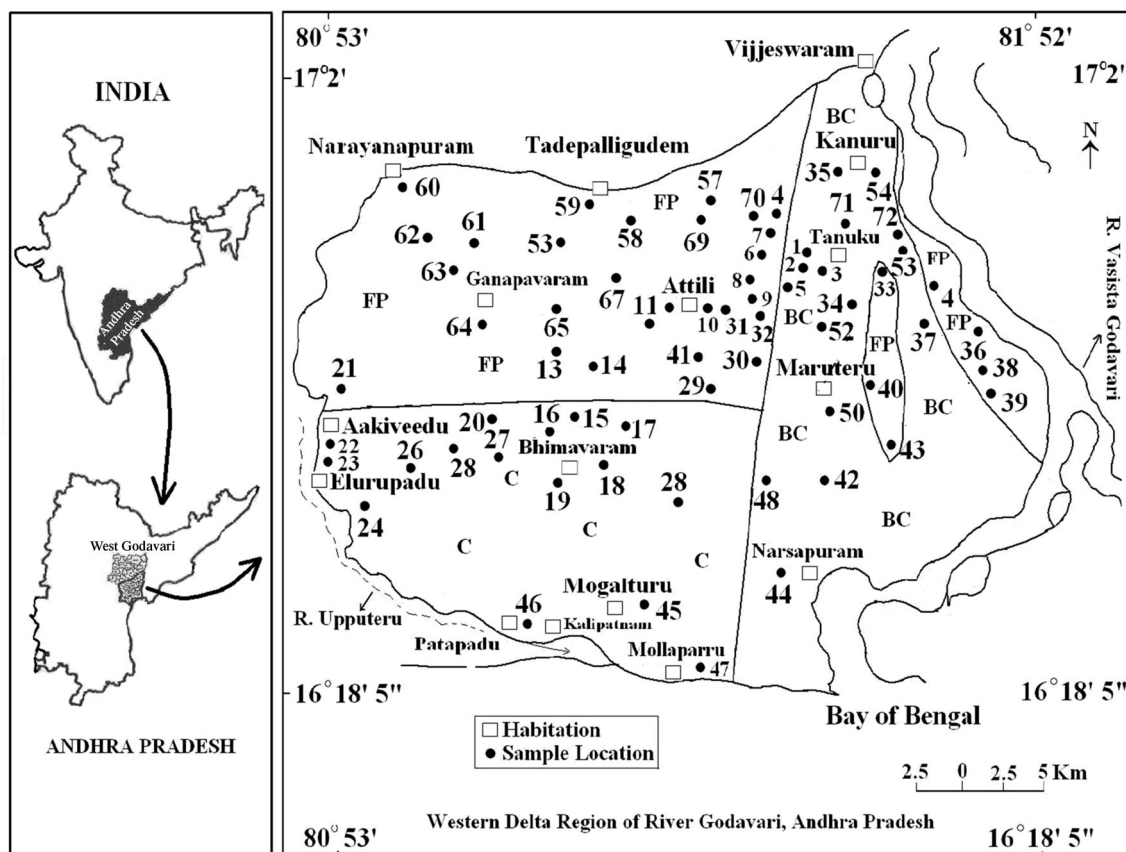 INDIA
Andhra
Pradesh
West Godavari
ANDHRA PRADESH
80° 53'
81° 52'
17° 2'
17° 2'
Vijjeswaram
N
BC
Kanuru
35
54
Narayanapuram
60
Tadepalligudem
59
FP
57
70
4
71
72
62
61
53
58
69
7
6
1
Tanuku
53
FP
R. Vasista Godavari
63
Ganapavaram
67
Attili
8
2
3
33
4
FP
11
9
5
34
FP
64
65
10
31
32
BC
52
37
36
FP
13
14
41
30
FP
38
21
29
Maruteru
40
39
50
BC
Aakiveedu
20
16
15
17
BC
22
26
27
Bhimavaram
43
23
28
C
18
Elurupadu
19
28
48
42
24
BC
C
C
C
Narsapuram
44
Mogalturu
46
45
R. Upputeru
Kalipatnam
Patapadu
Mollaparru
47
16° 18' 5"
16° 18' 5"
Bay of Bengal
Habitation
Sample Location
2.5 0 5 Km
Western Delta Region of River Godavari, Andhra Pradesh
80° 53'
16° 18' 5"